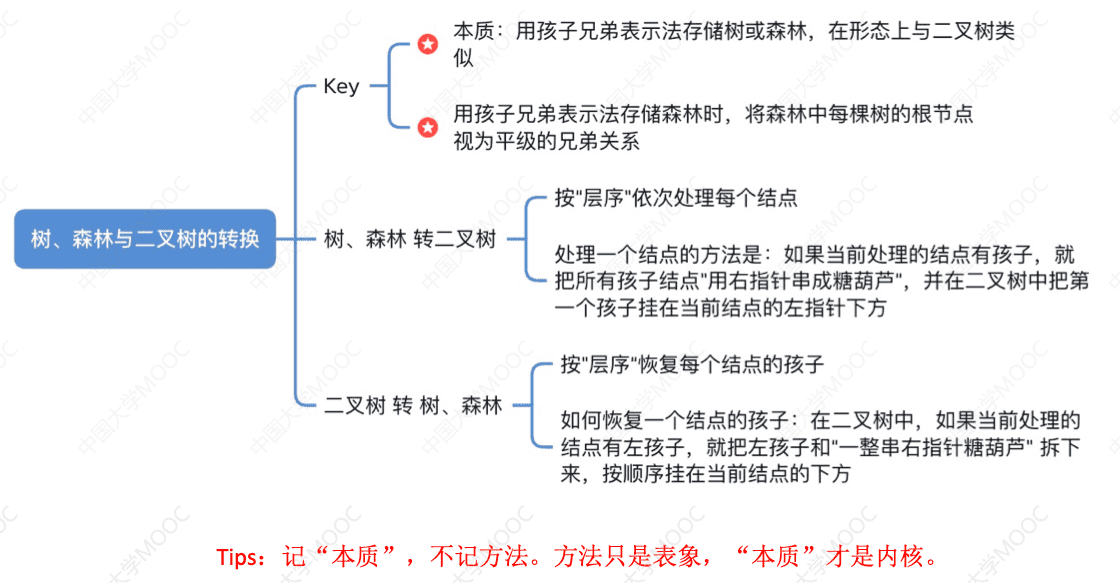 本质：用孩子兄弟表示法存储树或森林，在形态上与二叉树类
似
Key
用孩子兄弟表示法存储森林时，将森林中每棵树的根节点
视为平级的兄弟关系
树、森林与二叉树的转换
树、森林 转二叉树
按"层序"依次处理每个结点
处理一个结点的方法是：如果当前处理的结点有孩子，就
把所有孩子结点"用右指针串成糖葫芦"，并在二叉树中把第
一个孩子挂在当前结点的左指针下方
二叉树 转 树、森林
按"层序"恢复每个结点的孩子
如何恢复一个结点的孩子：在二叉树中，如果当前处理的
结点有左孩子，就把左孩子和"一整串右指针糖葫芦" 拆下
来，按顺序挂在当前结点的下方
Tips：记“本质”，不记方法。方法只是表象，“本质”才是内核。
中国大学MOOC